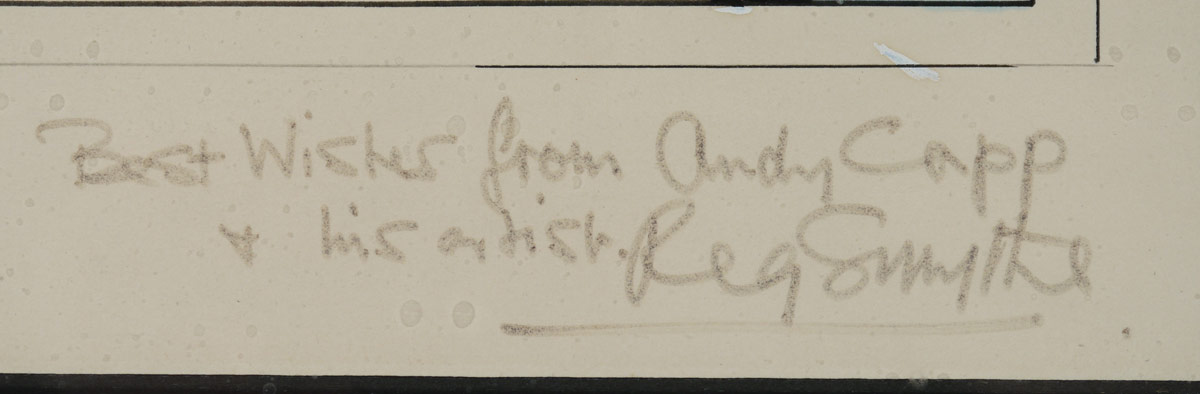 Best Wishes from Andy Capp
+ his artist. Reg Smythe